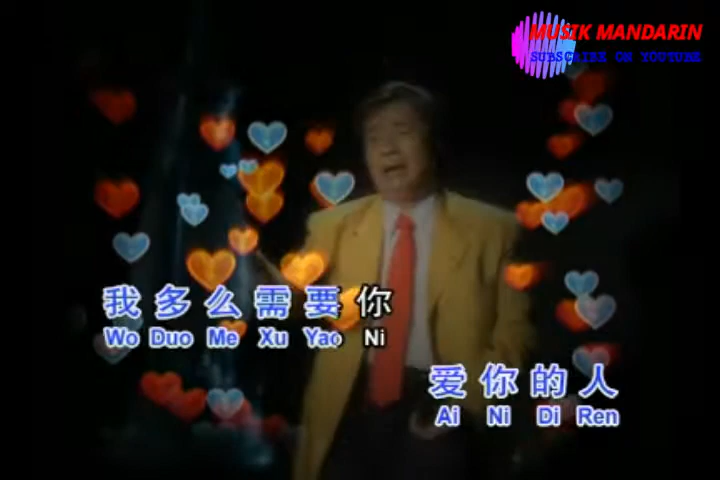 MUSIK MANDARIN
SUBSCRIBE ON YOUTUBE
我多么需要你
Wo Duo Me Xu Yao Ni
爱你的人
Ai Ni Di Ren